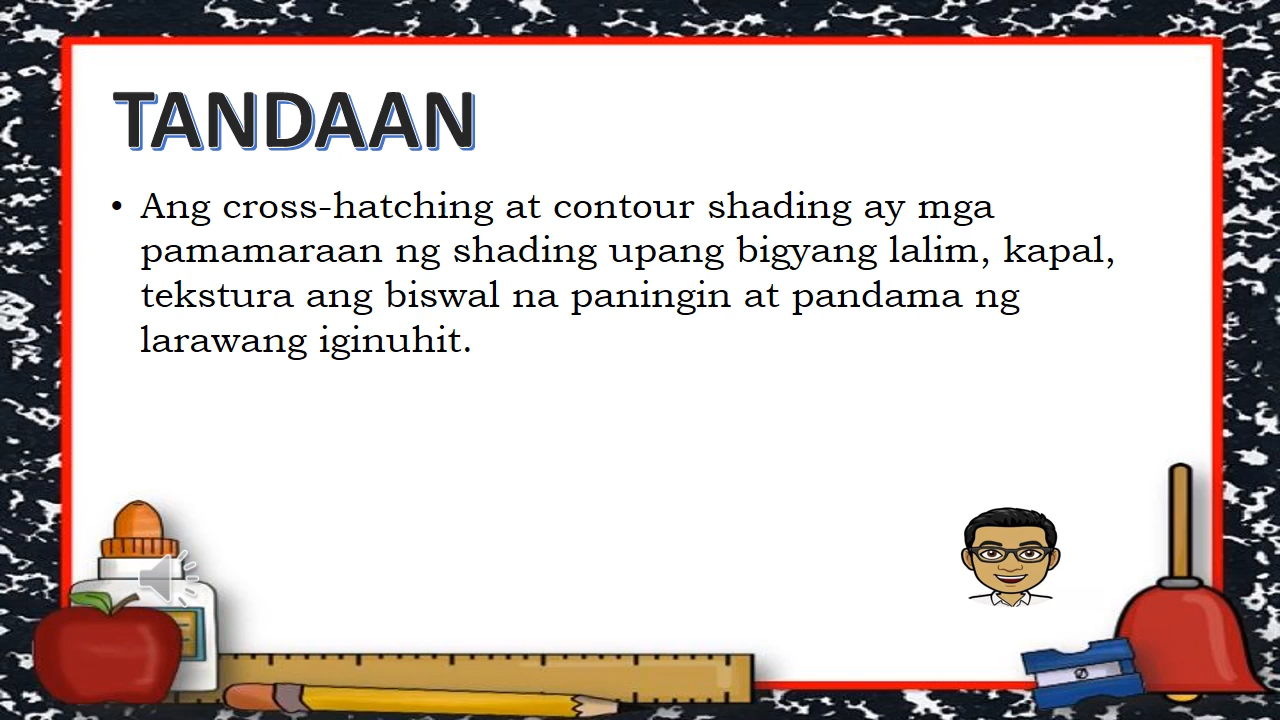 TANDAAN
• Ang cross-hatching at contour shading ay mga
pamamaraan ng shading upang bigyang lalim, kapal,
tekstura ang biswal na paningin at pandama ng
larawang iginuhit.